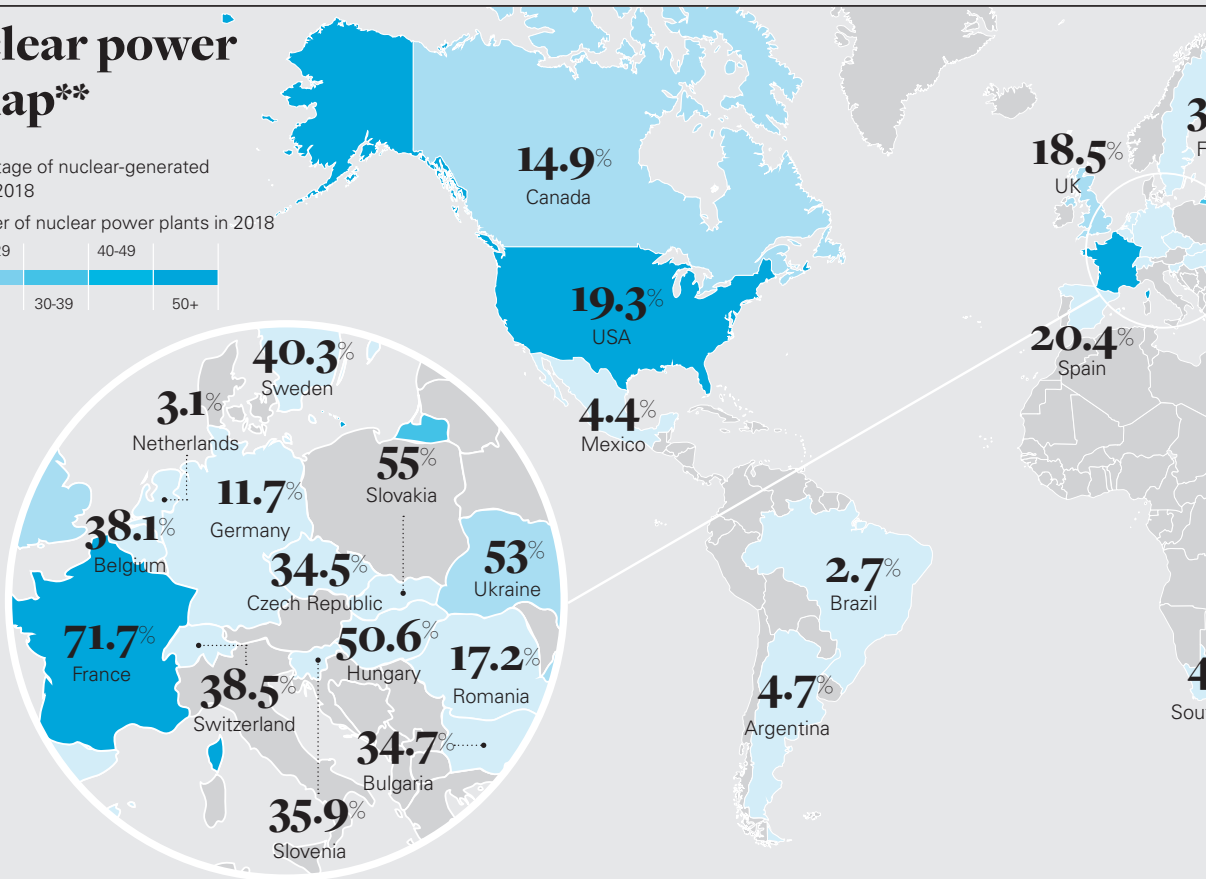 clear power
ap**
tage of nuclear-generated
2018
er of nuclear power plants in 2018
29
40-49
30-39
50+
14.9%
Canada
19.3%
USA
4.4%
Mexico
2.7%
Brazil
4.7%
Argentina
18.5%
UK
20.4%
Spain
3
F
4
Sou
40.3%
Sweden
3.1%
Netherlands
55%
Slovakia
11.7%
Germany
38.1%
Belgium
34.5%
Czech Republic
53%
Ukraine
71.7%
France
50.6%
Hungary
17.2%
Romania
38.5%
Switzerland
34.7%
Bulgaria
35.9%
Slovenia